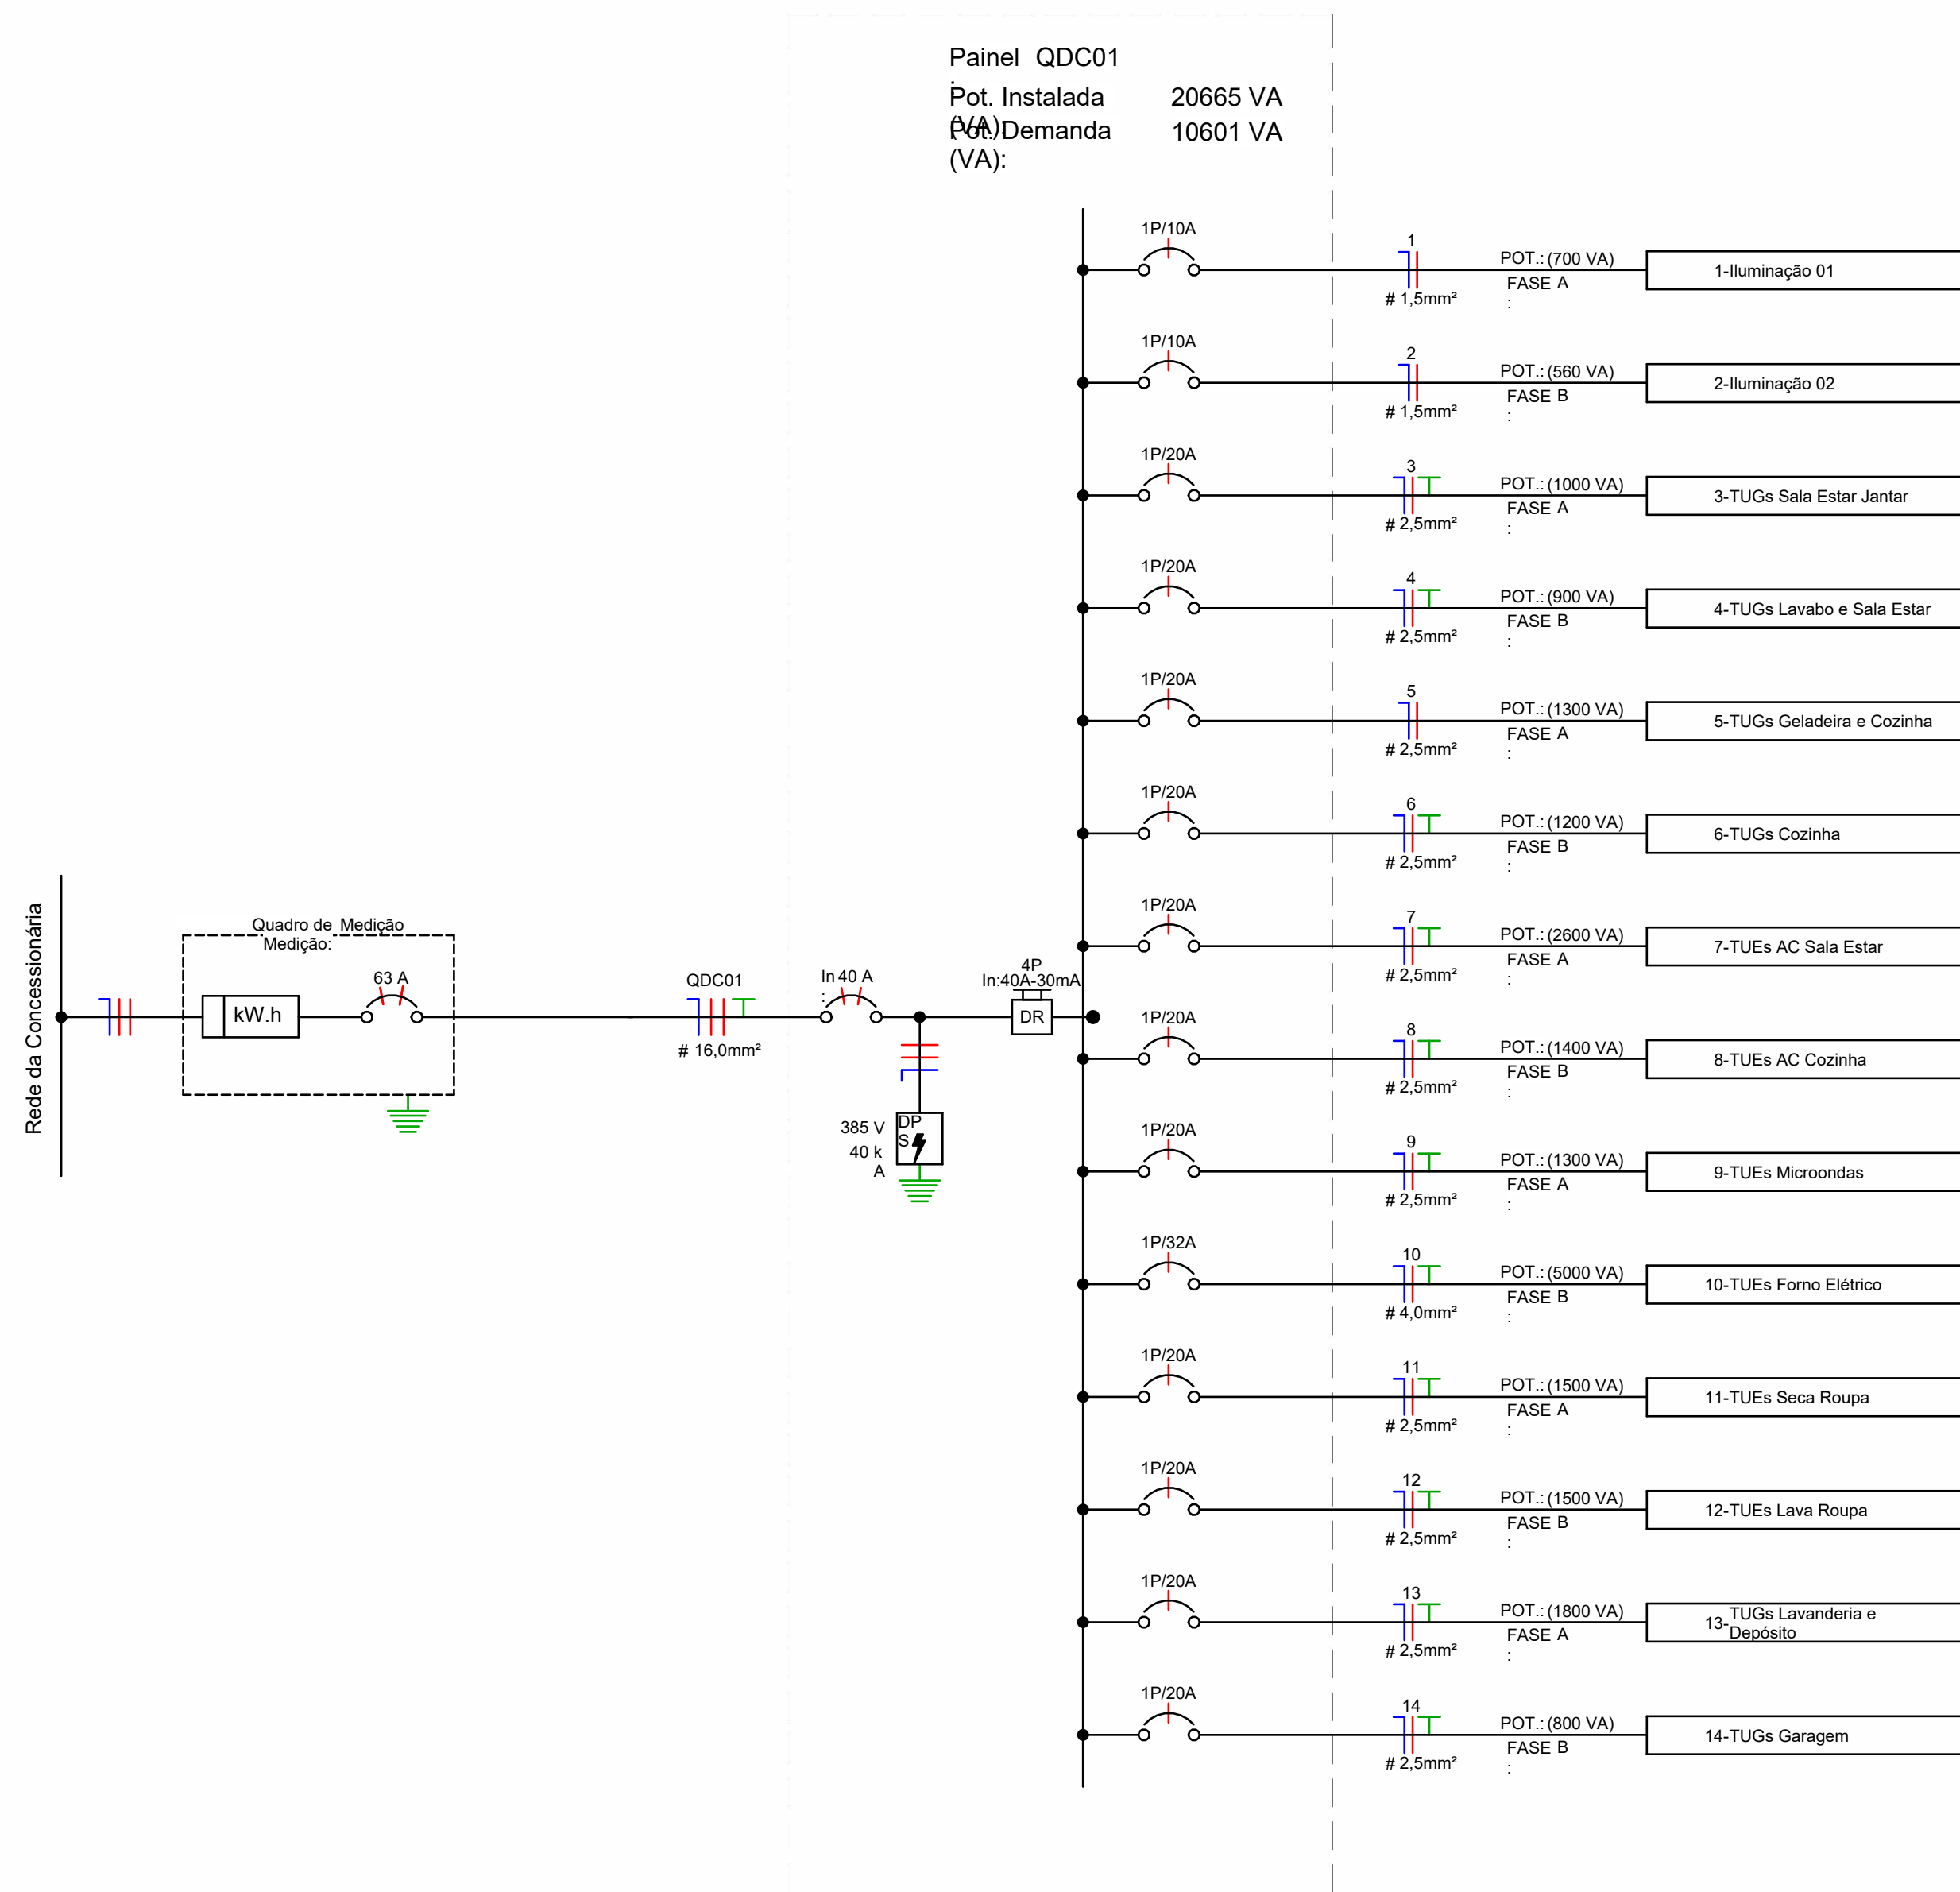 Painel QDC01
:
Pot. Instalada 20665 VA
(VA):
Pot. Demanda 10601 VA
(VA):
1P/10A
1
# 1,5mm²
POT.: (700 VA)
FASE A
:
1-Iluminação 01
1P/10A
2
# 1,5mm²
POT.: (560 VA)
FASE B
:
2-Iluminação 02
1P/20A
3
# 2,5mm²
POT.: (1000 VA)
FASE A
:
3-TUGs Sala Estar Jantar
1P/20A
4
# 2,5mm²
POT.: (900 VA)
FASE B
:
4-TUGs Lavabo e Sala Estar
1P/20A
5
# 2,5mm²
POT.: (1300 VA)
FASE A
:
5-TUGs Geladeira e Cozinha
1P/20A
6
# 2,5mm²
POT.: (1200 VA)
FASE B
:
6-TUGs Cozinha
1P/20A
7
# 2,5mm²
POT.: (2600 VA)
FASE A
:
7-TUEs AC Sala Estar
Rede da Concessionária
Quadro de Medição
Medição:
kW.h
63 A
QDC01
# 16,0mm²
In 40 A
:
4P
In:40A-30mA
DR
385 V
40 k
A
DP
S
1P/20A
8
# 2,5mm²
POT.: (1400 VA)
FASE B
:
8-TUEs AC Cozinha
1P/20A
9
# 2,5mm²
POT.: (1300 VA)
FASE A
:
9-TUEs Microondas
1P/32A
10
# 4,0mm²
POT.: (5000 VA)
FASE B
:
10-TUEs Forno Elétrico
1P/20A
11
# 2,5mm²
POT.: (1500 VA)
FASE A
:
11-TUEs Seca Roupa
1P/20A
12
# 2,5mm²
POT.: (1500 VA)
FASE B
:
12-TUEs Lava Roupa
1P/20A
13
# 2,5mm²
POT.: (1800 VA)
FASE A
:
13-TUGs Lavanderia e
Depósito
1P/20A
14
# 2,5mm²
POT.: (800 VA)
FASE B
:
14-TUGs Garagem